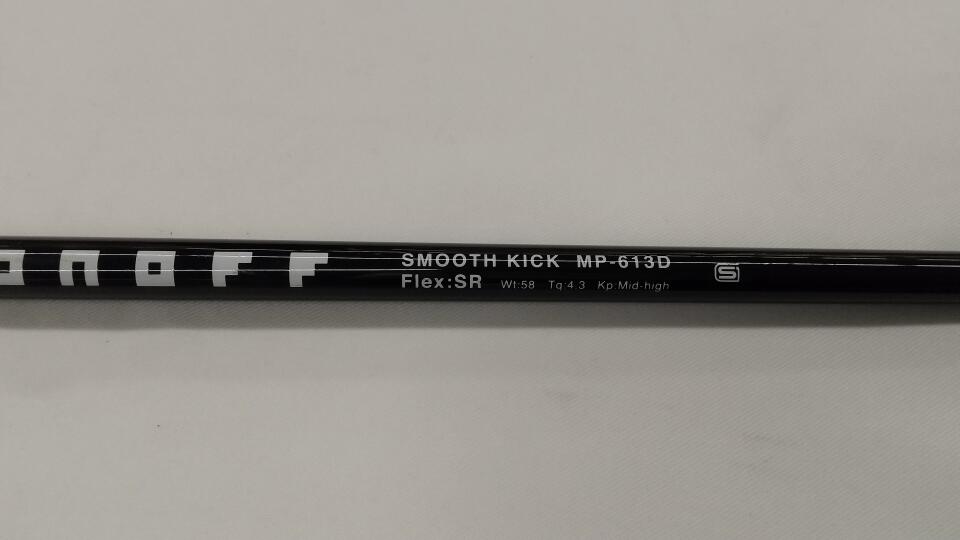 onoff
SMOOTH KICK MP-613D
Flex:SR Wt:58 Tq:4.3 Kp:Mid-high